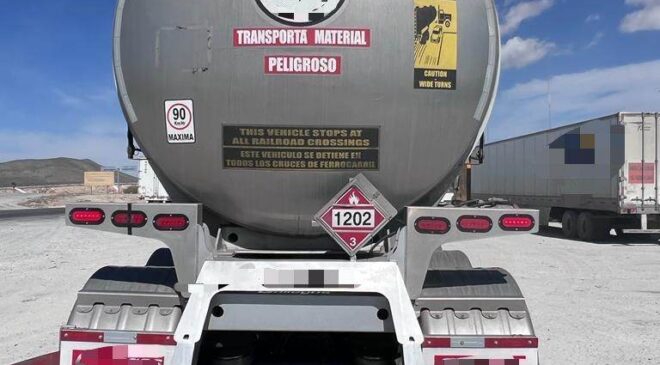 TRANSPORTA MATERIAL
PELIGROSO
CAUTION
WIDE TURNS
90
Km/h
MAXIMA
THIS VEHICLE STOPS AT
ALL RAILROAD CROSSINGS
ESTE VEHICULO SE DETIENE EN
TODOS LOS CRUCES DE FERROCARRIL
1202
3